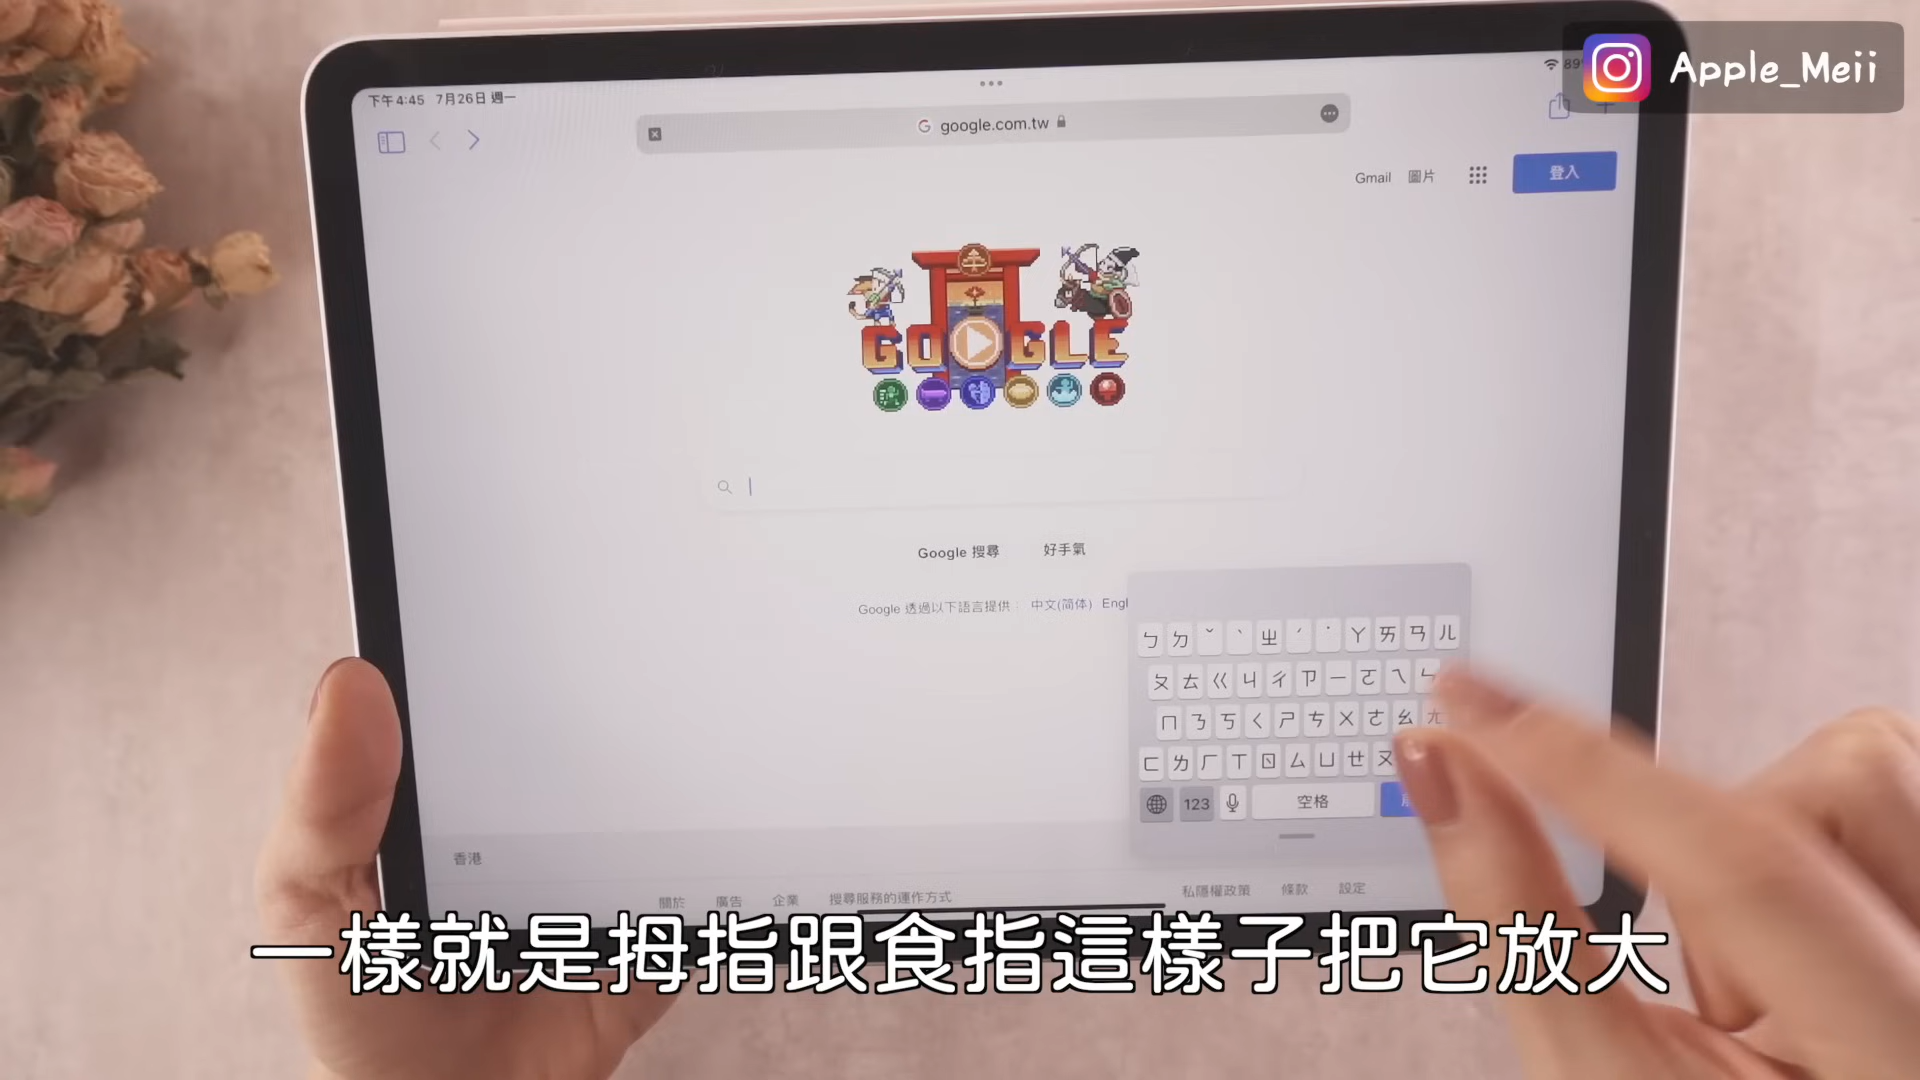 Apple_Meii
下午4:45 7月26日 週一
google.com.tw
Gmail 圖片
登入
GOOGLE
Google 搜尋 好手氣
Google 透過以下語言提供： 中文(简体) Engl
ㄅ ㄉ ˇ ˋ ㄓ ˊ ˙ ㄚ ㄞ ㄢ ㄦ
ㄆ ㄊ ㄍ ㄐ ㄔ ㄗ ㄧ ㄛ ㄟ ㄣ
ㄇ ㄋ ㄎ ㄑ ㄕ ㄘ ㄨ ㄜ ㄠ ㄤ
ㄈ ㄌ ㄏ ㄒ ㄖ ㄙ ㄩ ㄝ ㄡ
123 空格
香港
關於 廣告 企業 搜尋服務的運作方式 私隱權政策 條款 設定
一樣就是拇指跟食指這樣子把它放大